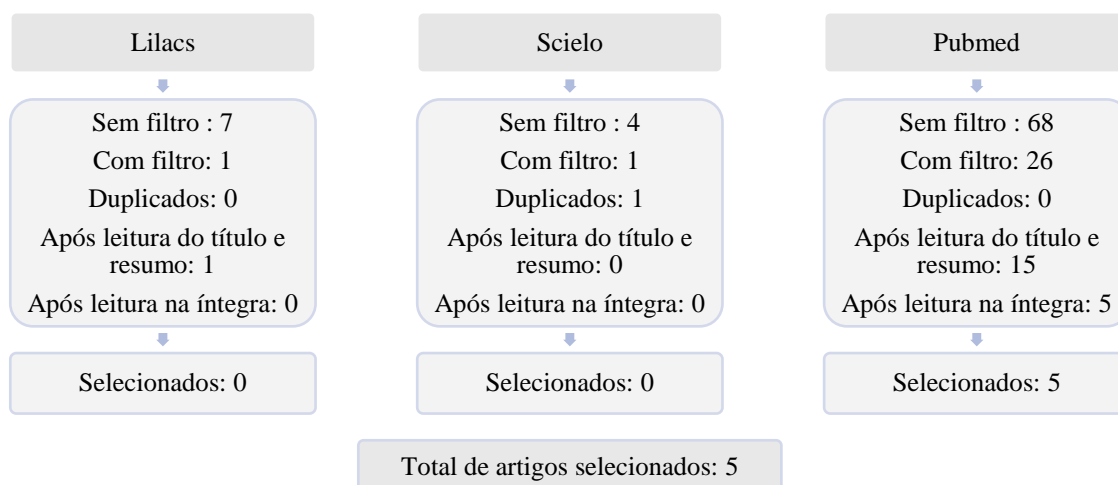 Lilacs
Sem filtro : 7
Com filtro: 1
Duplicados: 0
Após leitura do título e
resumo: 1
Após leitura na íntegra: 0
Selecionados: 0
Scielo
Sem filtro : 4
Com filtro: 1
Duplicados: 1
Após leitura do título e
resumo: 0
Após leitura na íntegra: 0
Selecionados: 0
Pubmed
Sem filtro : 68
Com filtro: 26
Duplicados: 0
Após leitura do título e
resumo: 15
Após leitura na íntegra: 5
Selecionados: 5
Total de artigos selecionados: 5